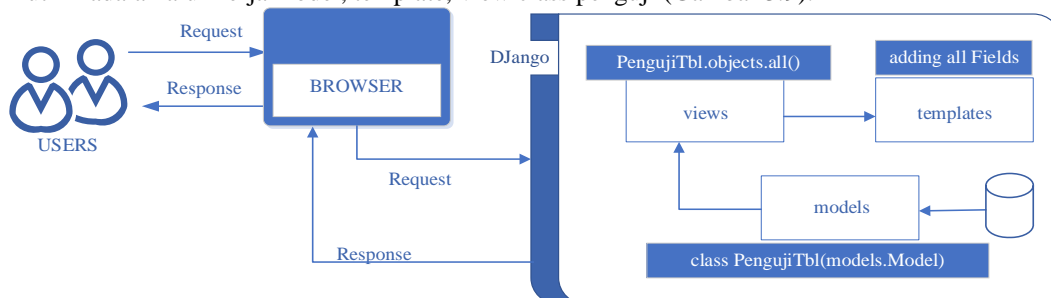 Request
DJango
PengujiTbl.objects.all()
adding all Fields
Response
BROWSER
views
templates
USERS
Request
models
Response
class PengujiTbl(models.Model)